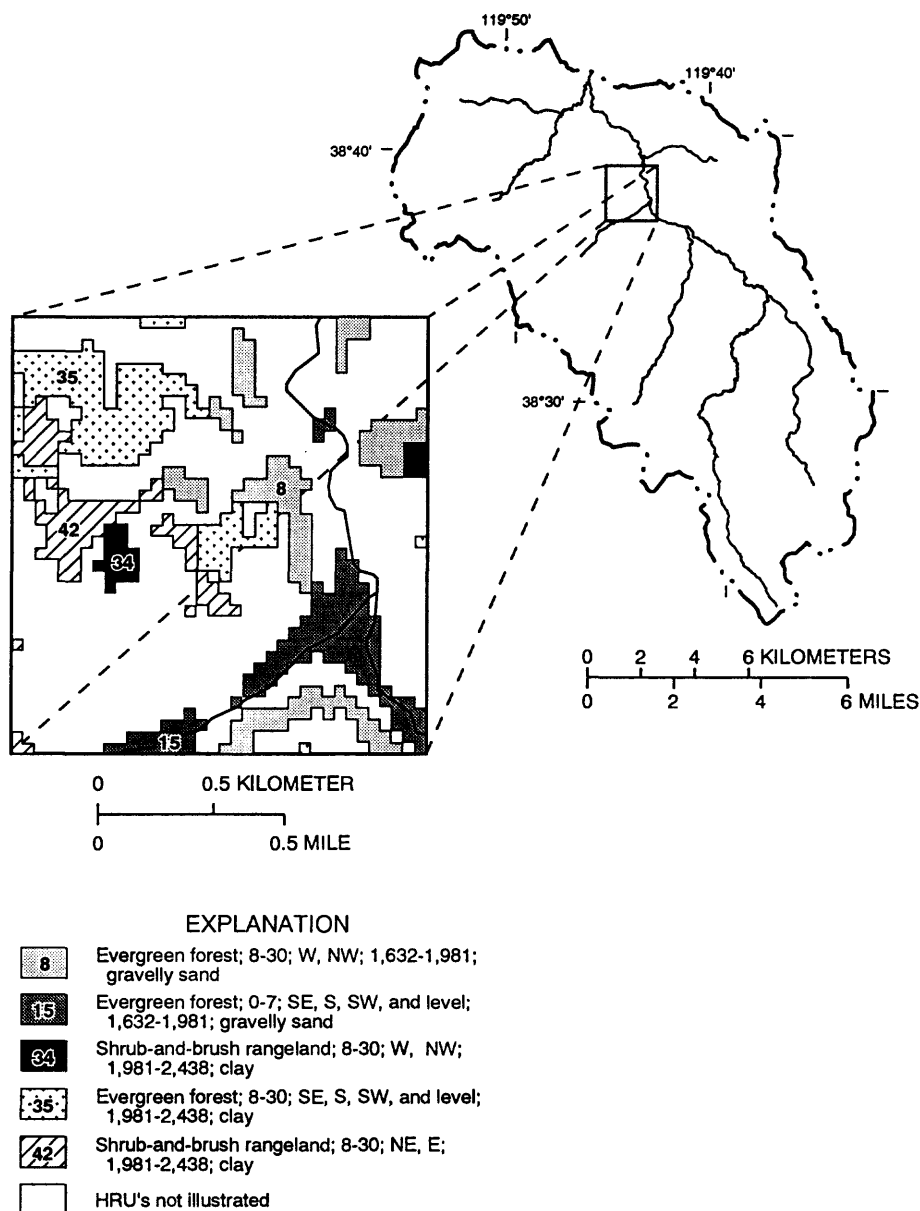 119°50'
119°40'
38°40'
38°30'
35
8
42
34
15
0 2 4 6 KILOMETERS
0 2 4 6 MILES
0 0.5 KILOMETER
0 0.5 MILE
EXPLANATION
8 Evergreen forest; 8-30; W, NW; 1,632-1,981;
gravelly sand
15 Evergreen forest; 0-7; SE, S, SW, and level;
1,632-1,981; gravelly sand
34 Shrub-and-brush rangeland; 8-30; W, NW;
1,981-2,438; clay
35 Evergreen forest; 8-30; SE, S, SW, and level;
1,981-2,438; clay
42 Shrub-and-brush rangeland; 8-30; NE, E;
1,981-2,438; clay
HRU's not illustrated